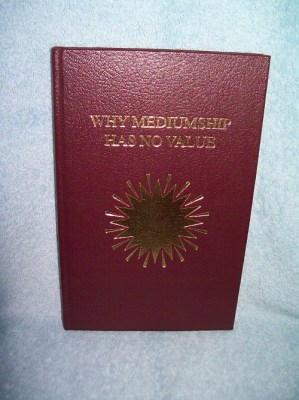 WHY MEDIUMSHIP
HAS NO VALUE